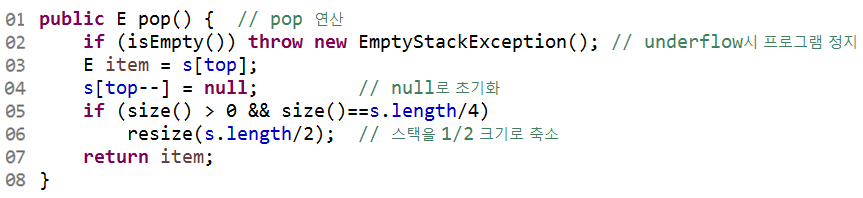 01 public E pop() {  // pop 연산
02     if (isEmpty()) throw new EmptyStackException(); // underflow시 프로그램 정지
03     E item = s[top];
04     s[top--] = null;         // null로 초기화
05     if (size() > 0 && size()==s.length/4)
06         resize(s.length/2);  // 스택을 1/2 크기로 축소
07     return item;
08 }